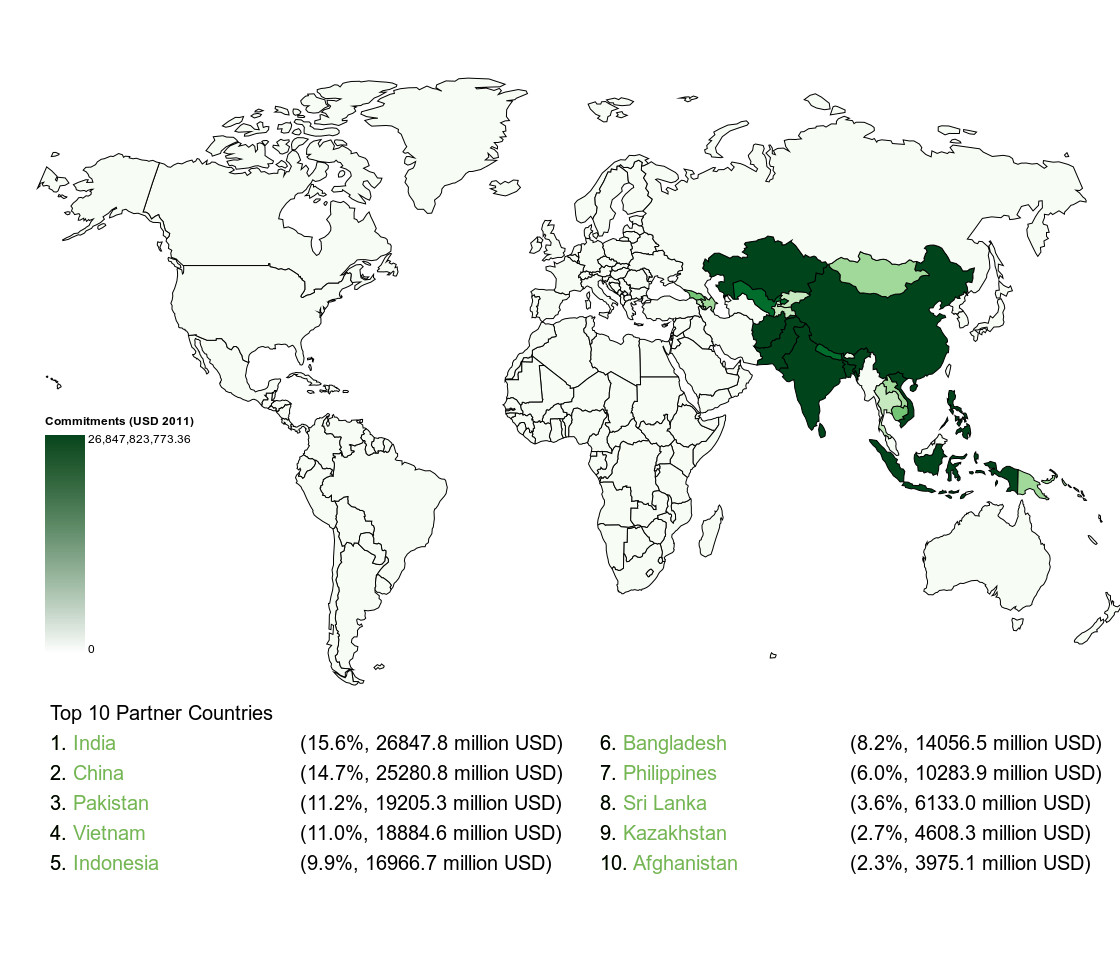 Commitments (USD 2011)
26,847,823,773.36
0
Top 10 Partner Countries
1. India (15.6%, 26847.8 million USD)
2. China (14.7%, 25280.8 million USD)
3. Pakistan (11.2%, 19205.3 million USD)
4. Vietnam (11.0%, 18884.6 million USD)
5. Indonesia (9.9%, 16966.7 million USD)
6. Bangladesh (8.2%, 14056.5 million USD)
7. Philippines (6.0%, 10283.9 million USD)
8. Sri Lanka (3.6%, 6133.0 million USD)
9. Kazakhstan (2.7%, 4608.3 million USD)
10. Afghanistan (2.3%, 3975.1 million USD)